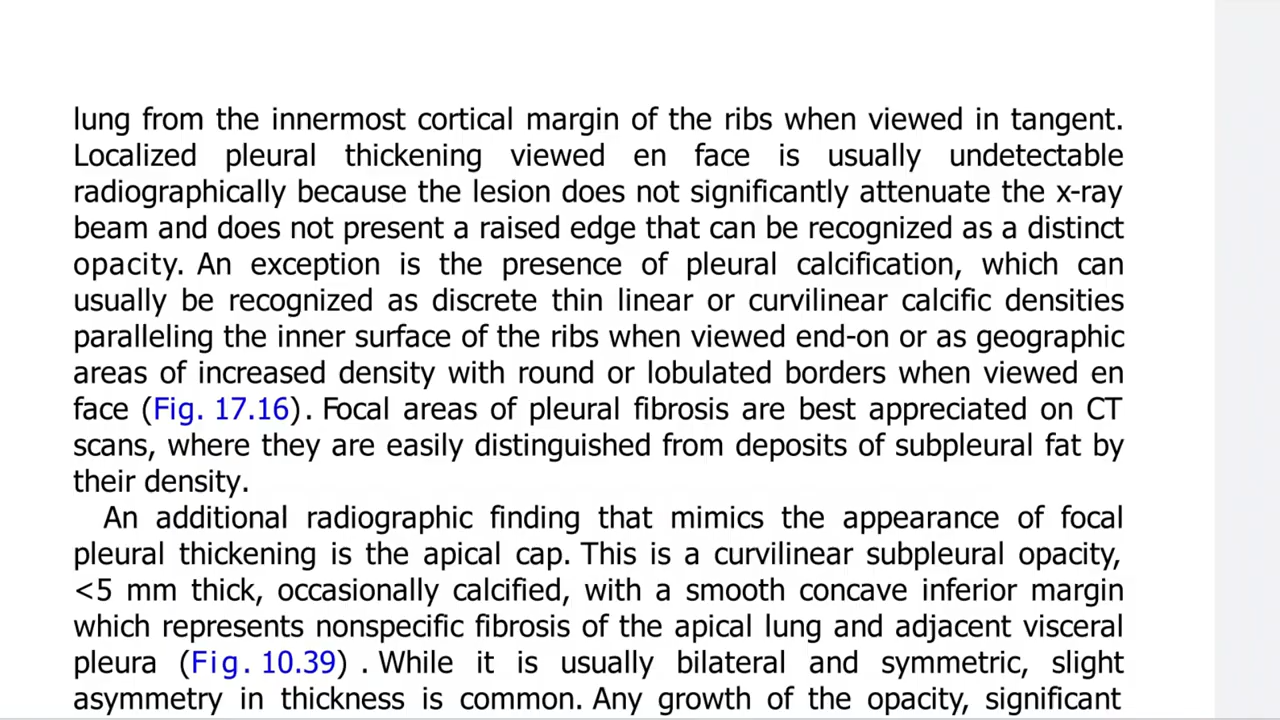 lung from the innermost cortical margin of the ribs when viewed in tangent.
Localized pleural thickening viewed en face is usually undetectable
radiographically because the lesion does not significantly attenuate the x-ray
beam and does not present a raised edge that can be recognized as a distinct
opacity. An exception is the presence of pleural calcification, which can
usually be recognized as discrete thin linear or curvilinear calcific densities
paralleling the inner surface of the ribs when viewed end-on or as geographic
areas of increased density with round or lobulated borders when viewed en
face (Fig. 17.16). Focal areas of pleural fibrosis are best appreciated on CT
scans, where they are easily distinguished from deposits of subpleural fat by
their density.
An additional radiographic finding that mimics the appearance of focal
pleural thickening is the apical cap. This is a curvilinear subpleural opacity,
<5 mm thick, occasionally calcified, with a smooth concave inferior margin
which represents nonspecific fibrosis of the apical lung and adjacent visceral
pleura (Fig. 10.39) . While it is usually bilateral and symmetric, slight
asymmetry in thickness is common. Any growth of the opacity, significant